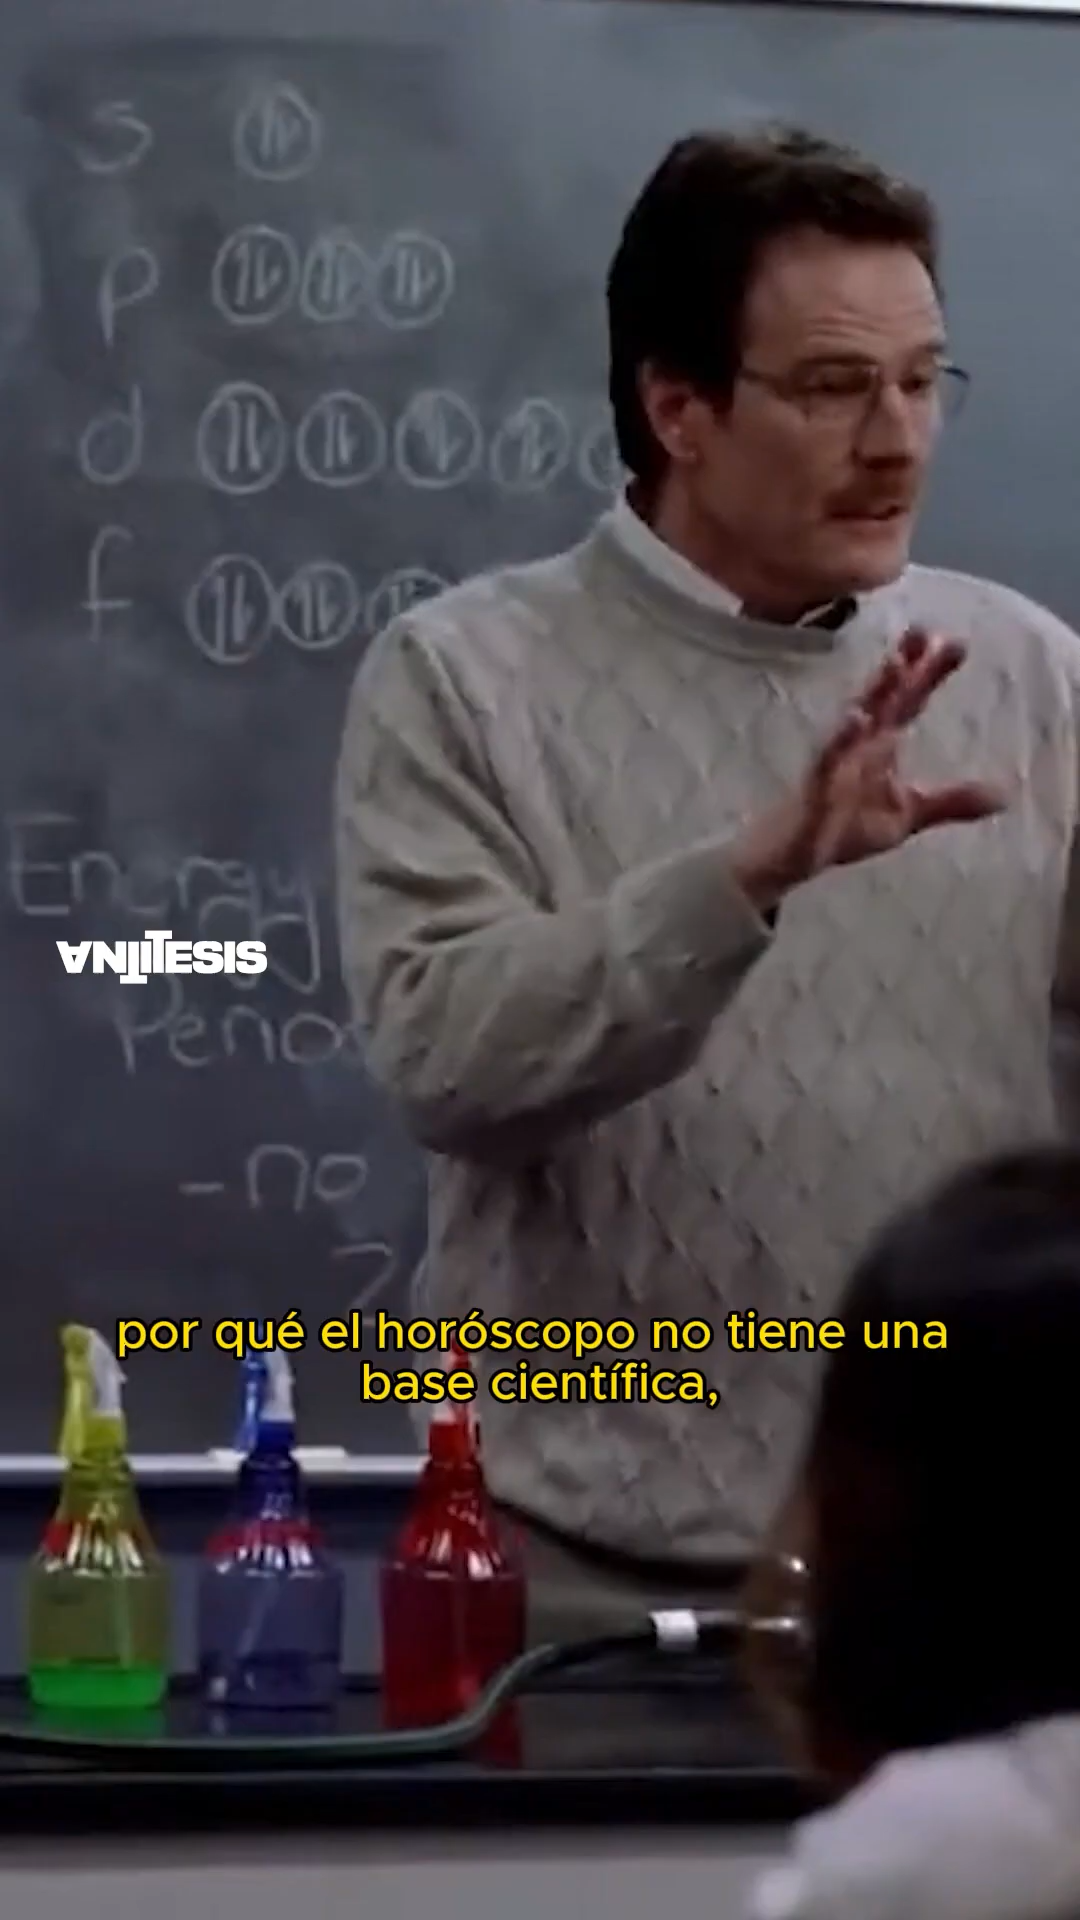 s
p
d
f
Energy
ANTITESIS
- no
por qué el horóscopo no tiene una
base científica,